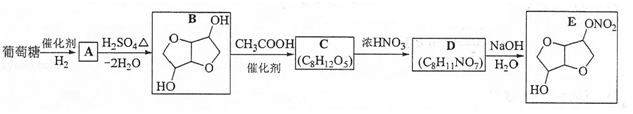 葡萄糖 催化剂 H₂ A H₂SO₄△ -2H₂O B OH HO O O CH₃COOH 催化剂 C (C₈H₁₂O₅) 浓HNO₃ D (C₈H₁₁NO₇) NaOH H₂O E ONO₂ O O HO